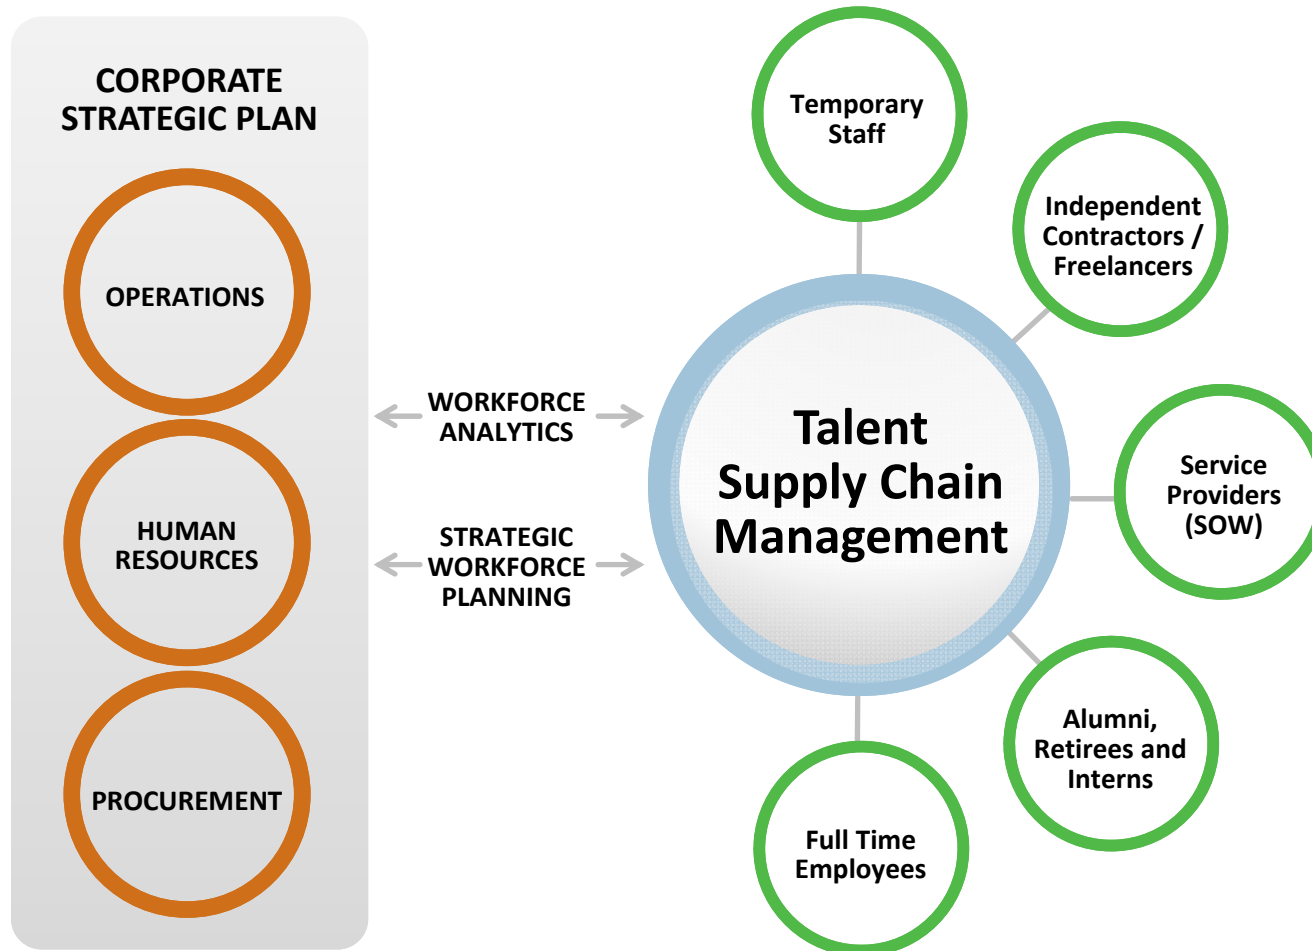 CORPORATE
STRATEGIC PLAN
OPERATIONS
HUMAN
RESOURCES
PROCUREMENT
WORKFORCE
ANALYTICS
STRATEGIC
WORKFORCE
PLANNING
Talent
Supply Chain
Management
Temporary
Staff
Independent
Contractors /
Freelancers
Service
Providers
(SOW)
Alumni,
Retirees and
Interns
Full Time
Employees